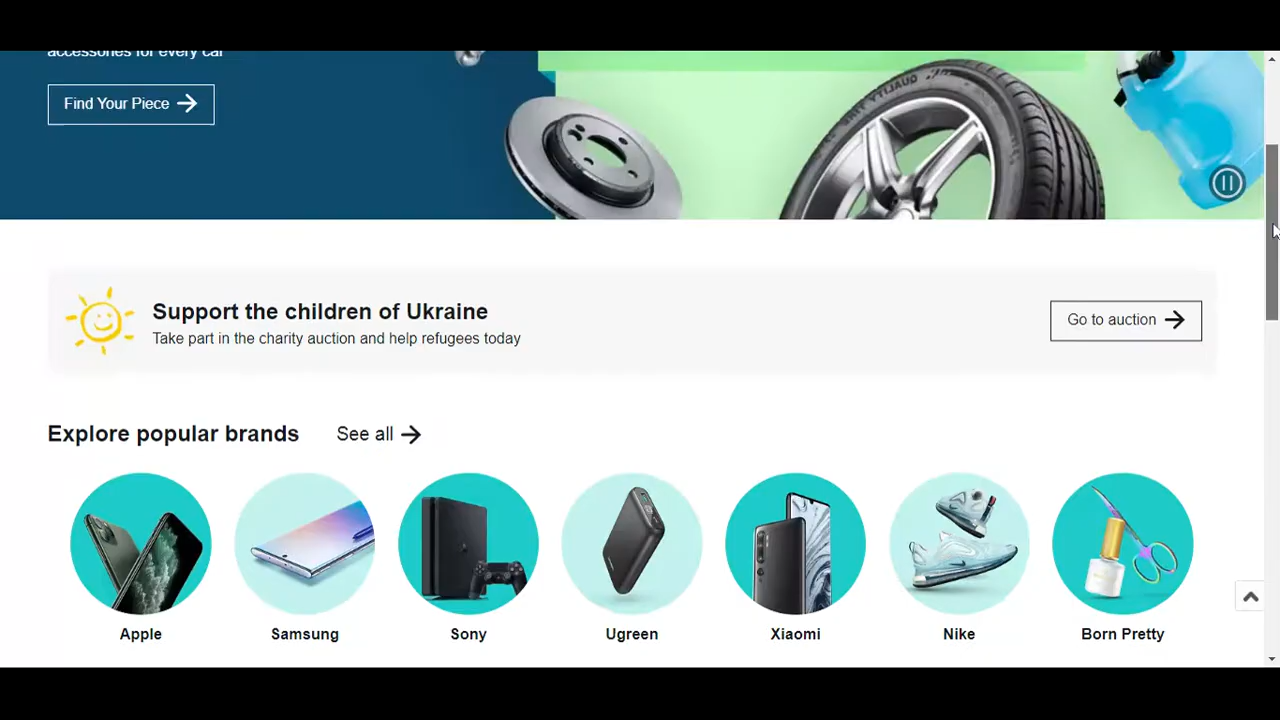 accessories for every car
Find Your Piece
Support the children of Ukraine
Take part in the charity auction and help refugees today
Go to auction
Explore popular brands
See all
Apple
Samsung
Sony
Ugreen
Xiaomi
Nike
Born Pretty